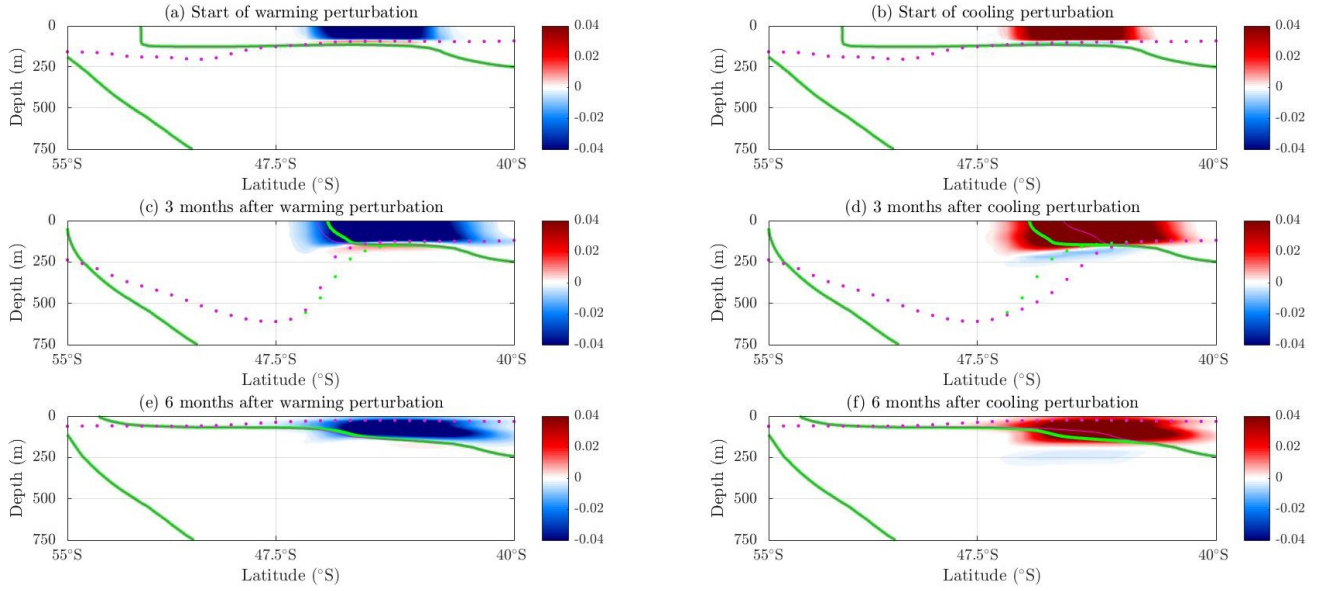 (a) Start of warming perturbation
0
250
500
750
Depth (m)
55°S
47.5°S
40°S
Latitude (°S)
0.04
0.02
0
-0.02
-0.04
(b) Start of cooling perturbation
0
250
500
750
Depth (m)
55°S
47.5°S
40°S
Latitude (°S)
0.04
0.02
0
-0.02
-0.04
(c) 3 months after warming perturbation
0
250
500
750
Depth (m)
55°S
47.5°S
40°S
Latitude (°S)
0.04
0.02
0
-0.02
-0.04
(d) 3 months after cooling perturbation
0
250
500
750
Depth (m)
55°S
47.5°S
40°S
Latitude (°S)
0.04
0.02
0
-0.02
-0.04
(e) 6 months after warming perturbation
0
250
500
750
Depth (m)
55°S
47.5°S
40°S
Latitude (°S)
0.04
0.02
0
-0.02
-0.04
(f) 6 months after cooling perturbation
0
250
500
750
Depth (m)
55°S
47.5°S
40°S
Latitude (°S)
0.04
0.02
0
-0.02
-0.04